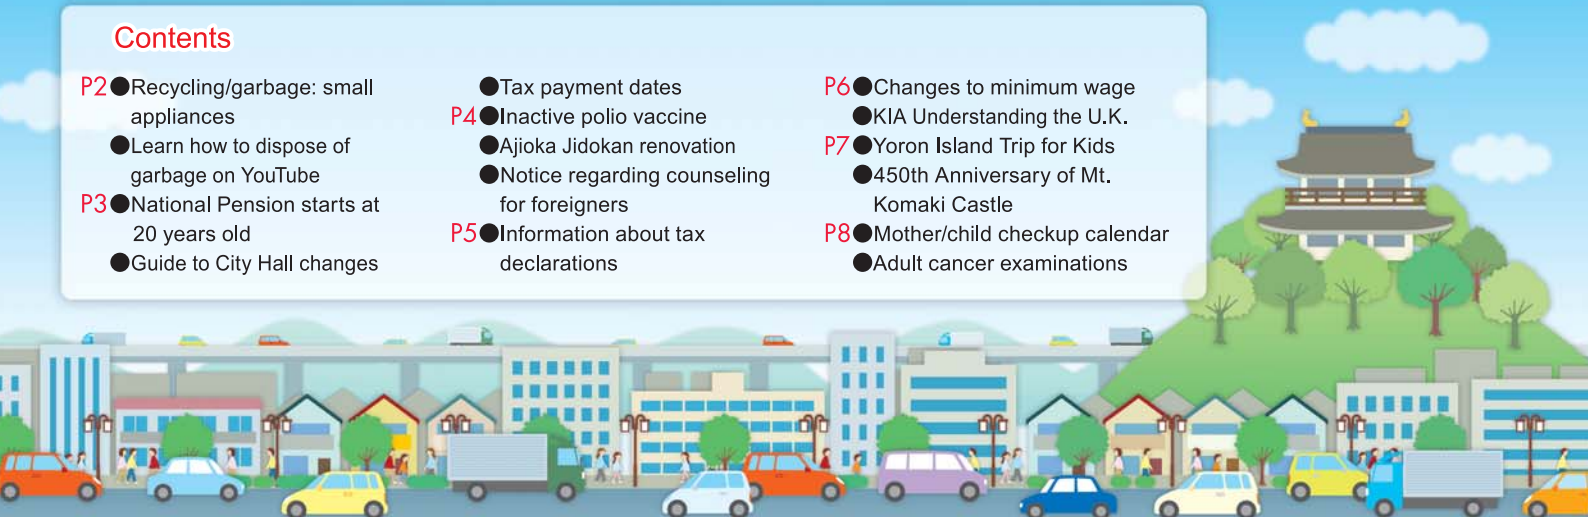 Contents
P2●Recycling/garbage: small
appliances
●Learn how to dispose of
garbage on YouTube
P3●National Pension starts at
20 years old
●Guide to City Hall changes
●Tax payment dates
P4●Inactive polio vaccine
●Ajioka Jidokan renovation
●Notice regarding counseling
for foreigners
P5●Information about tax
declarations
P6●Changes to minimum wage
●KIA Understanding the U.K.
P7●Yoron Island Trip for Kids
●450th Anniversary of Mt.
Komaki Castle
P8●Mother/child checkup calendar
●Adult cancer examinations